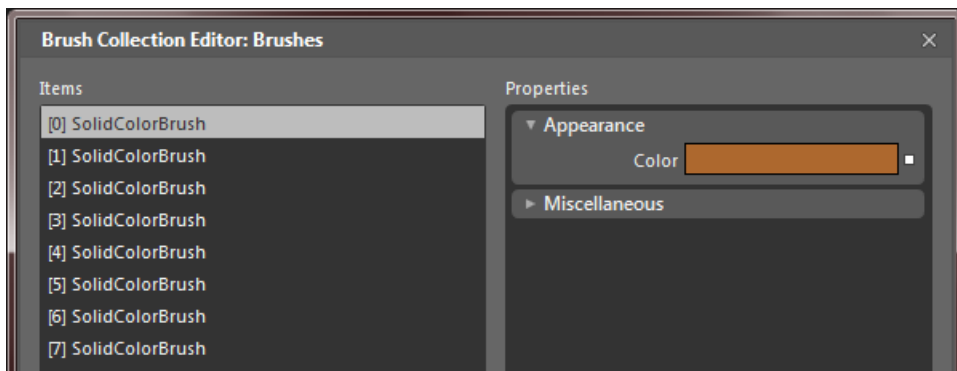 Brush Collection Editor: Brushes
Items
[0] SolidColorBrush
[1] SolidColorBrush
[2] SolidColorBrush
[3] SolidColorBrush
[4] SolidColorBrush
[5] SolidColorBrush
[6] SolidColorBrush
[7] SolidColorBrush
Properties
Appearance
Color
Miscellaneous